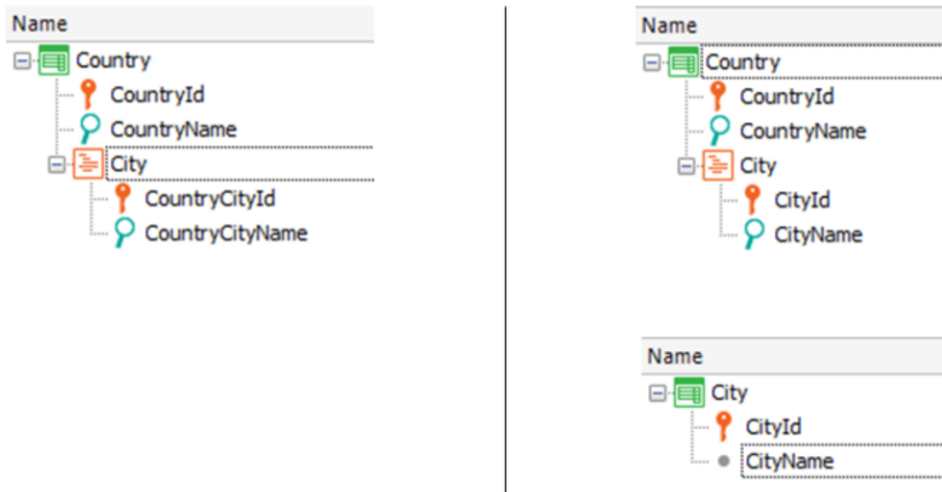 Name
Country
CountryId
CountryName
City
CountryCityId
CountryCityName
Name
Country
CountryId
CountryName
City
CityId
CityName
Name
City
CityId
CityName